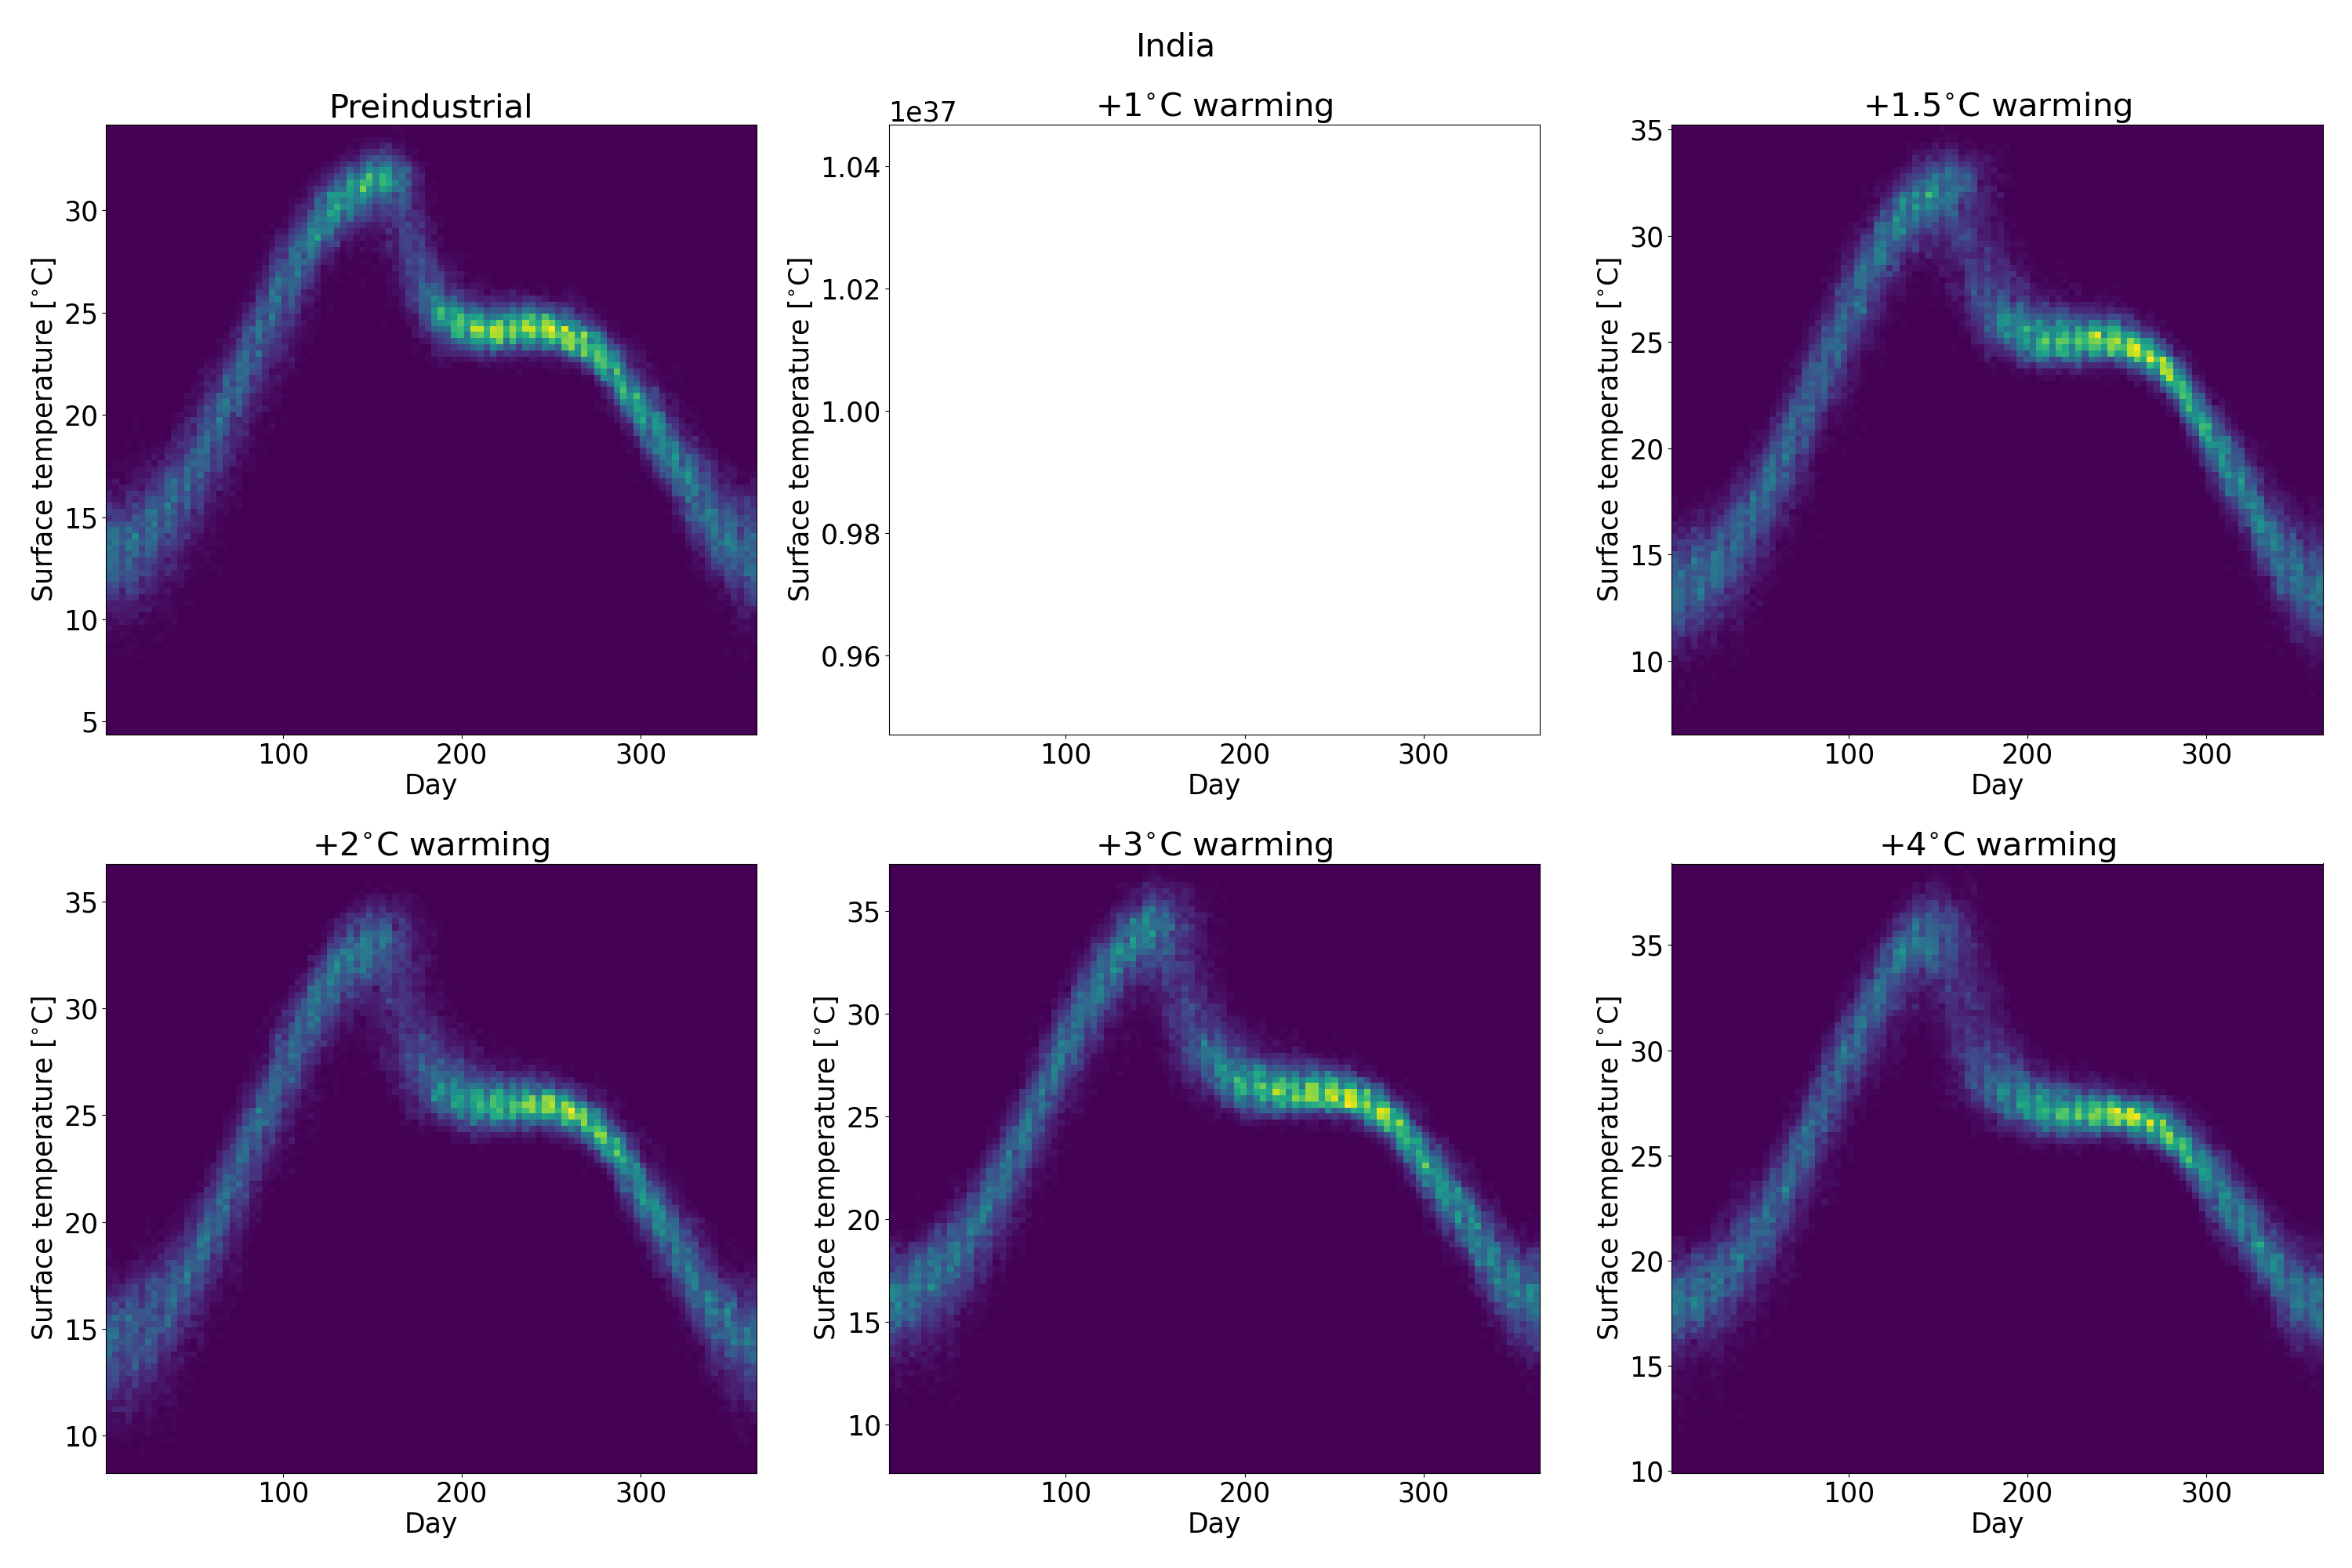 India
Preindustrial
Surface temperature [°C]
30
25
20
15
10
5
100 200 300
Day
+1°C warming
1e37
Surface temperature [°C]
1.04
1.02
1.00
0.98
0.96
100 200 300
Day
+1.5°C warming
Surface temperature [°C]
35
30
25
20
15
10
100 200 300
Day
+2°C warming
Surface temperature [°C]
35
30
25
20
15
10
100 200 300
Day
+3°C warming
Surface temperature [°C]
35
30
25
20
15
10
100 200 300
Day
+4°C warming
Surface temperature [°C]
35
30
25
20
15
10
100 200 300
Day